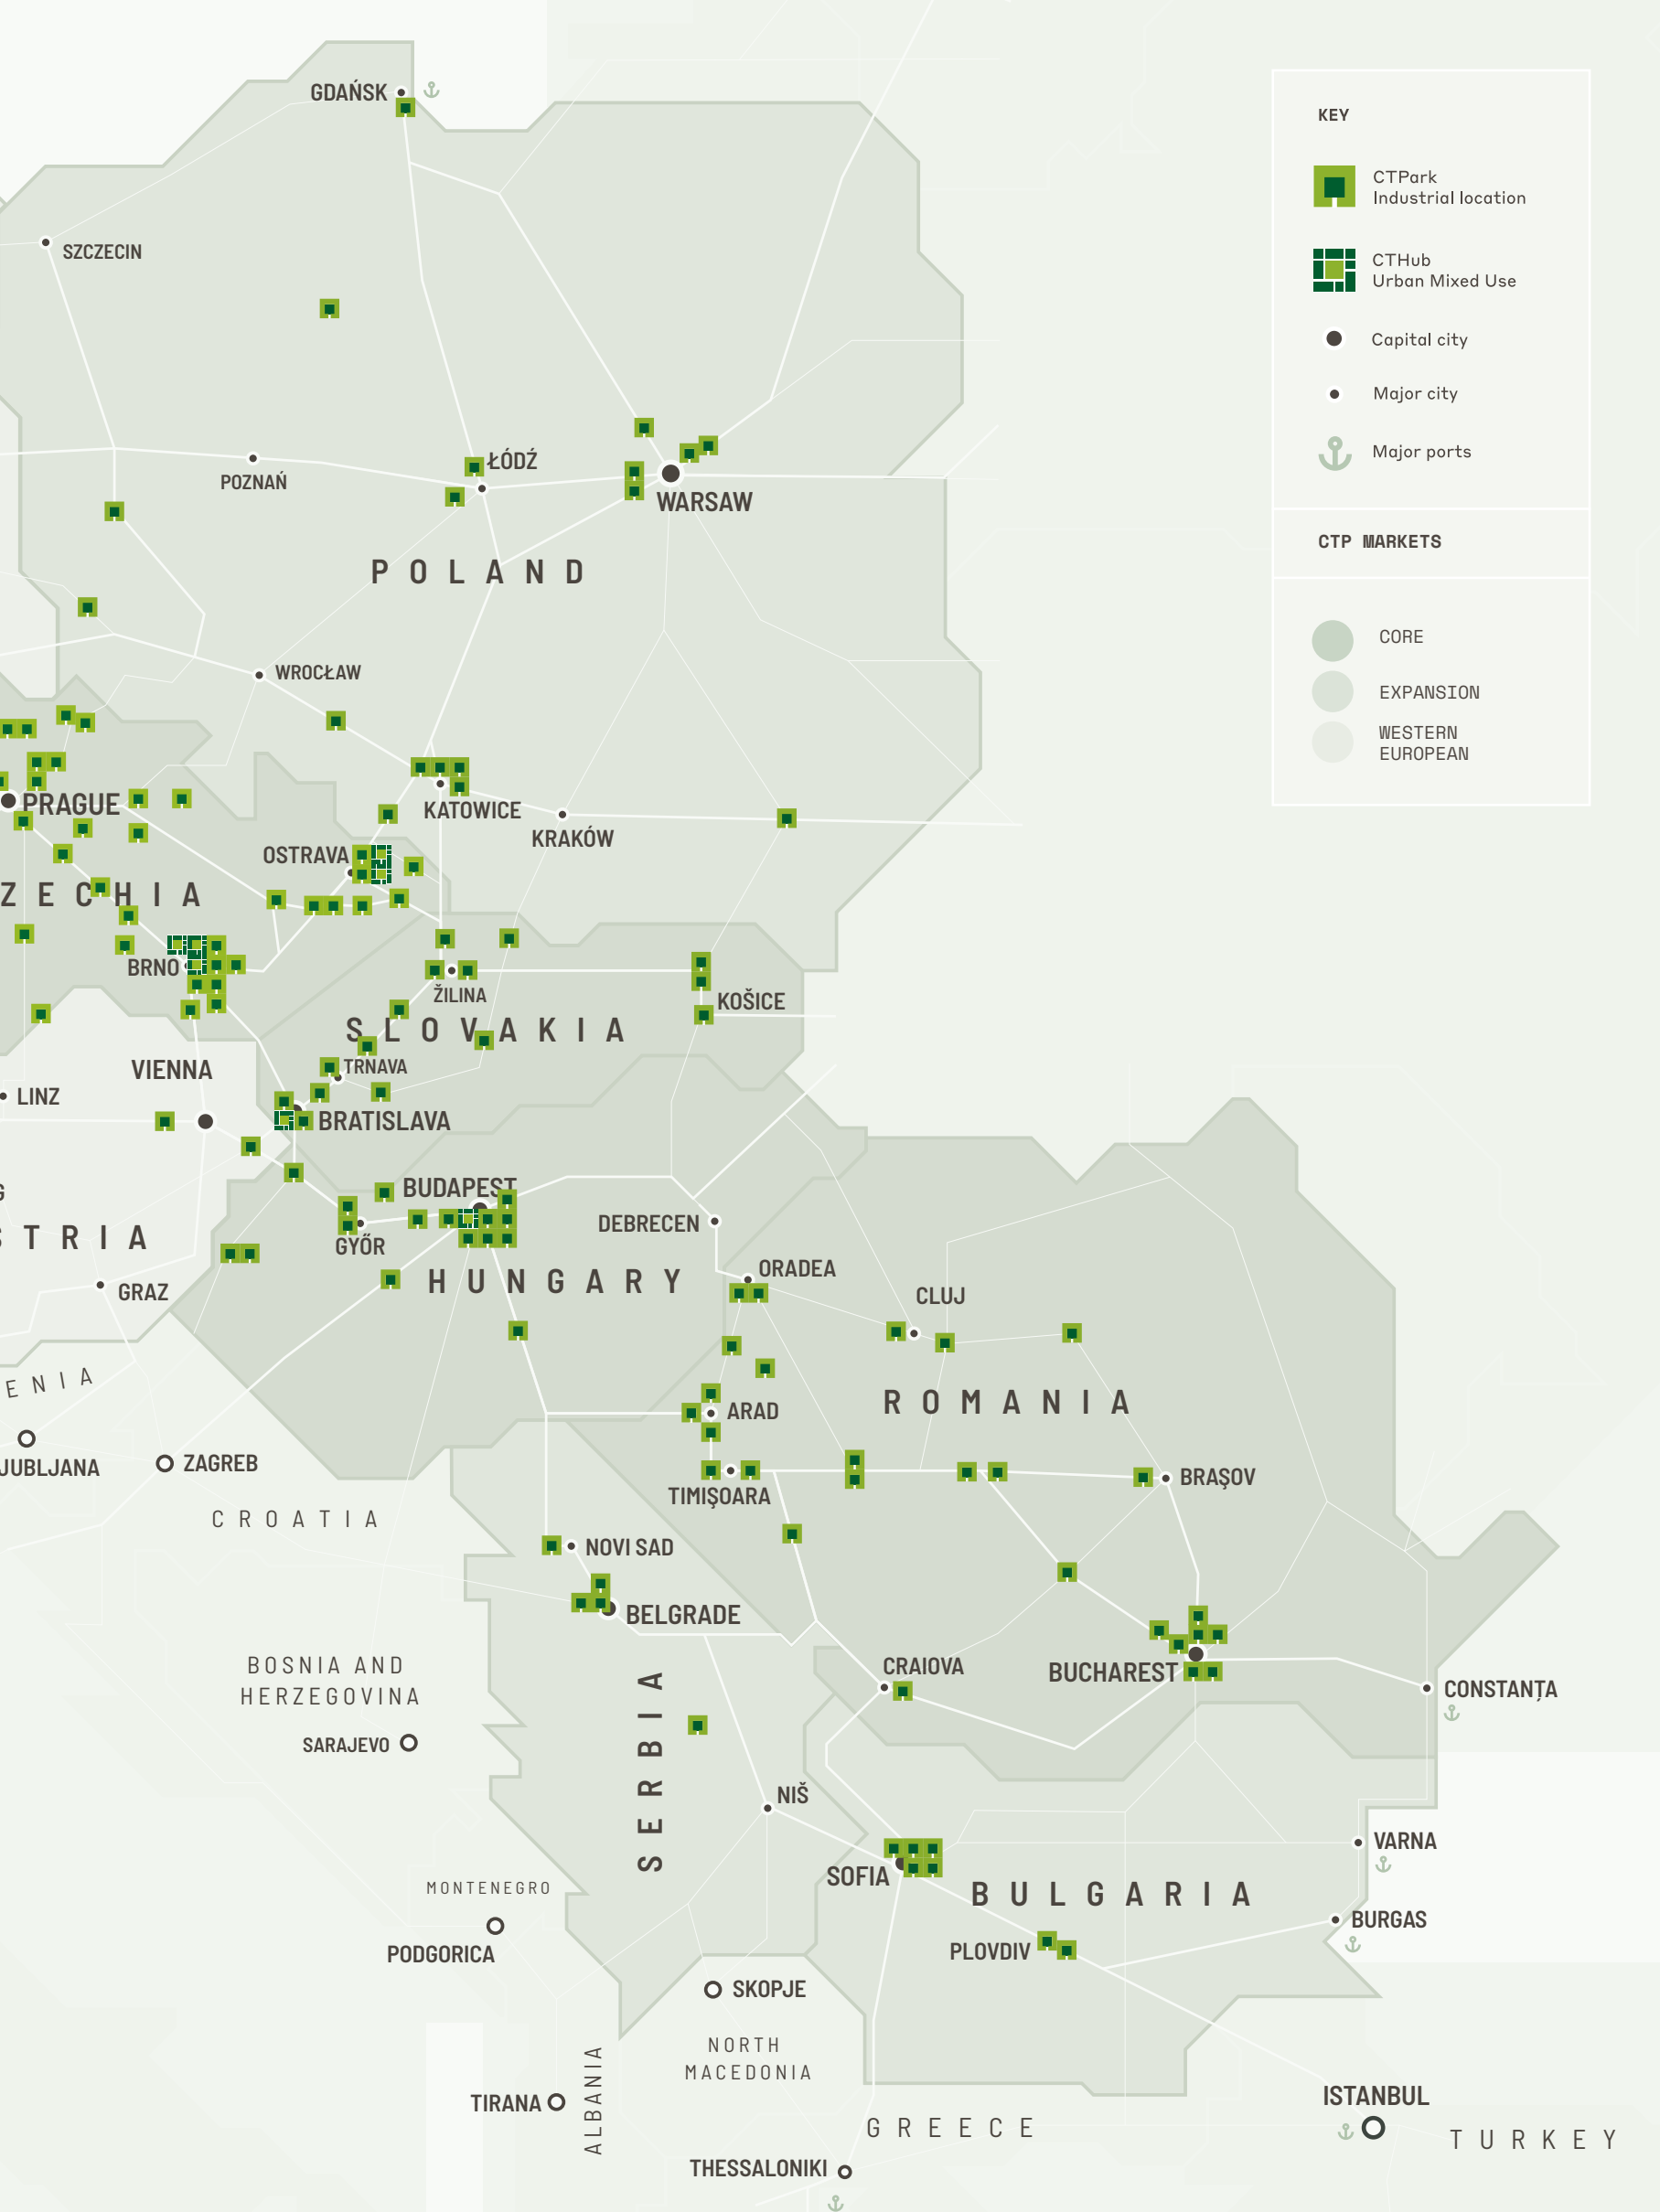 GDAŃSK
KEY
CTPark
Industrial location
SZCZECIN
CTHub
Urban Mixed Use
Capital city
Major city
Major ports
ŁÓDŹ
POZNAŃ
WARSAW
CTP MARKETS
POLAND
CORE
WROCŁAW
EXPANSION
WESTERN
EUROPEAN
PRAGUE
KATOWICE
KRAKÓW
OSTRAVA
ZECHIA
BRNO
ŽILINA
KOŠICE
SLOVAKIA
VIENNA
TRNAVA
LINZ
BRATISLAVA
G
BUDAPEST
STRIA
DEBRECEN
GYŐR
ORADEA
HUNGARY
GRAZ
CLUJ
ENIA
ROMANIA
ARAD
JUBLJANA
ZAGREB
BRAŞOV
TIMIŞOARA
CROATIA
NOVI SAD
BELGRADE
BOSNIA AND
HERZEGOVINA
CRAIOVA
BUCHAREST
CONSTANȚA
SERBIA
SARAJEVO
NIŠ
VARNA
SOFIA
MONTENEGRO
BULGARIA
BURGAS
PODGORICA
PLOVDIV
SKOPJE
NORTH
MACEDONIA
ALBANIA
TIRANA
ISTANBUL
GREECE
TURKEY
THESSALONIKI